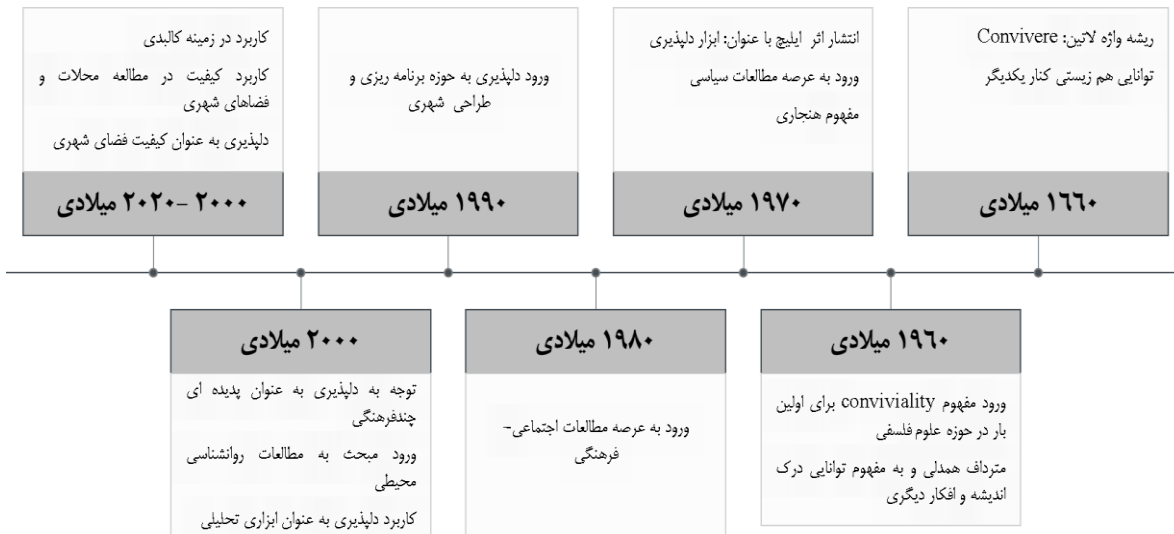 ریشه واژه لاتین: Convivere
توانایی هم زیستی کنار یکدیگر
۱۶۶۰ میلادی
ورود مفهوم conviviality برای اولین
بار در حوزه علوم فلسفی
مترداف همدلی و به مفهوم توانایی درک
اندیشه و افکار دیگری
۱۹۶۰ میلادی
انتشار اثر ایلیچ با عنوان: ابزار دلپذیری
ورود به عرصه مطالعات سیاسی
مفهوم هنجاری
۱۹۷۰ میلادی
۱۹۸۰ میلادی
ورود به عرصه مطالعات اجتماعی-
فرهنگی
ورود دلپذیری به حوزه برنامه ریزی و
طراحی شهری
۱۹۹۰ میلادی
۲۰۰۰ میلادی
توجه به دلپذیری به عنوان پدیده ای
چندفرهنگی
ورود مبحث به مطالعات روانشناسی
محیطی
کاربرد دلپذیری به عنوان ابزاری تحلیلی
کاربرد در زمینه کالبدی
کاربرد کیفیت در مطالعه محلات و
فضاهای شهری
دلپذیری به عنوان کیفیت فضای شهری
۲۰۰۰ -۲۰۲۰ میلادی